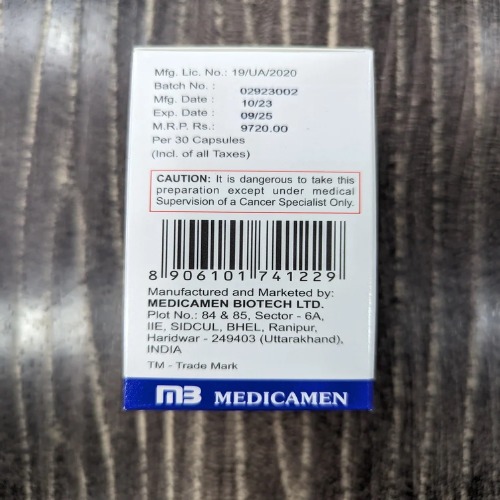 Mfg. Lic. No.: 19/UA/2020
Batch No. : 02923002
Mfg. Date : 10/23
Exp. Date : 09/25
M.R.P. Rs.: 9720.00
Per 30 Capsules
(Incl. of all Taxes)
CAUTION: It is dangerous to take this
preparation except under medical
Supervision of a Cancer Specialist Only.
8 906101 741229
Manufactured and Marketed by:
MEDICAMEN BIOTECH LTD.
Plot No.: 84 & 85, Sector - 6A,
IIE, SIDCUL, BHEL, Ranipur,
Haridwar - 249403 (Uttarakhand),
INDIA
TM - Trade Mark
MB MEDICAMEN